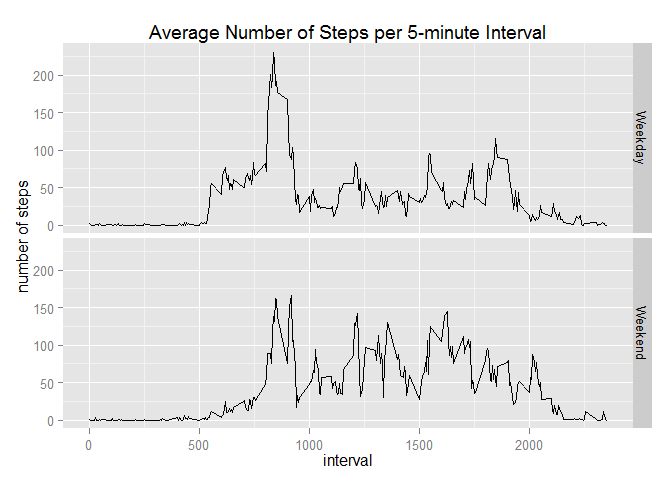 Average Number of Steps per 5-minute Interval
number of steps
200
150
100
50
0
Weekday
200
150
100
50
0
Weekend
0 500 1000 1500 2000
interval